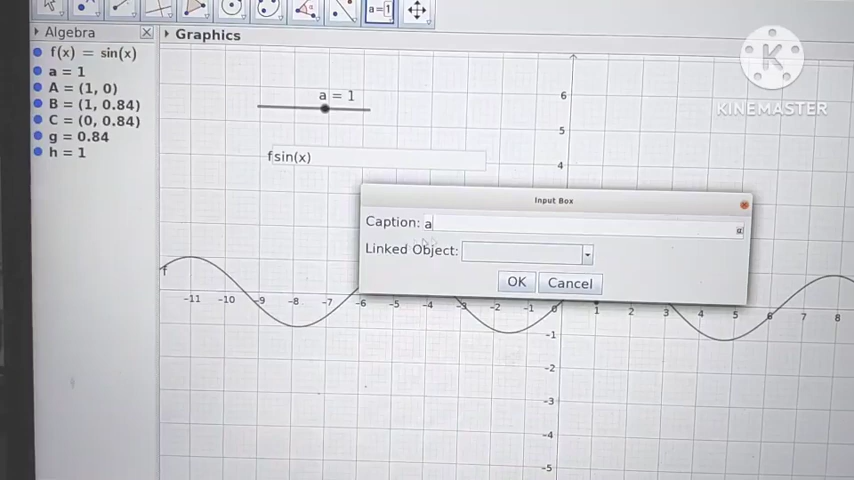 a=1
Algebra
Graphics
f(x) = sin(x)
a = 1
A = (1, 0)
B = (1, 0.84)
C = (0, 0.84)
g = 0.84
h = 1
a = 1
f sin(x)
KINEMASTER
Input Box
Caption: a
α
Linked Object:
OK
Cancel
6
5
4
f
-11 -10 -9 -8 -7 -6 -5 -4 -3 -2 -1 0 1 2 3 4 5 6 7 8
-1
-2
-3
-4
-5